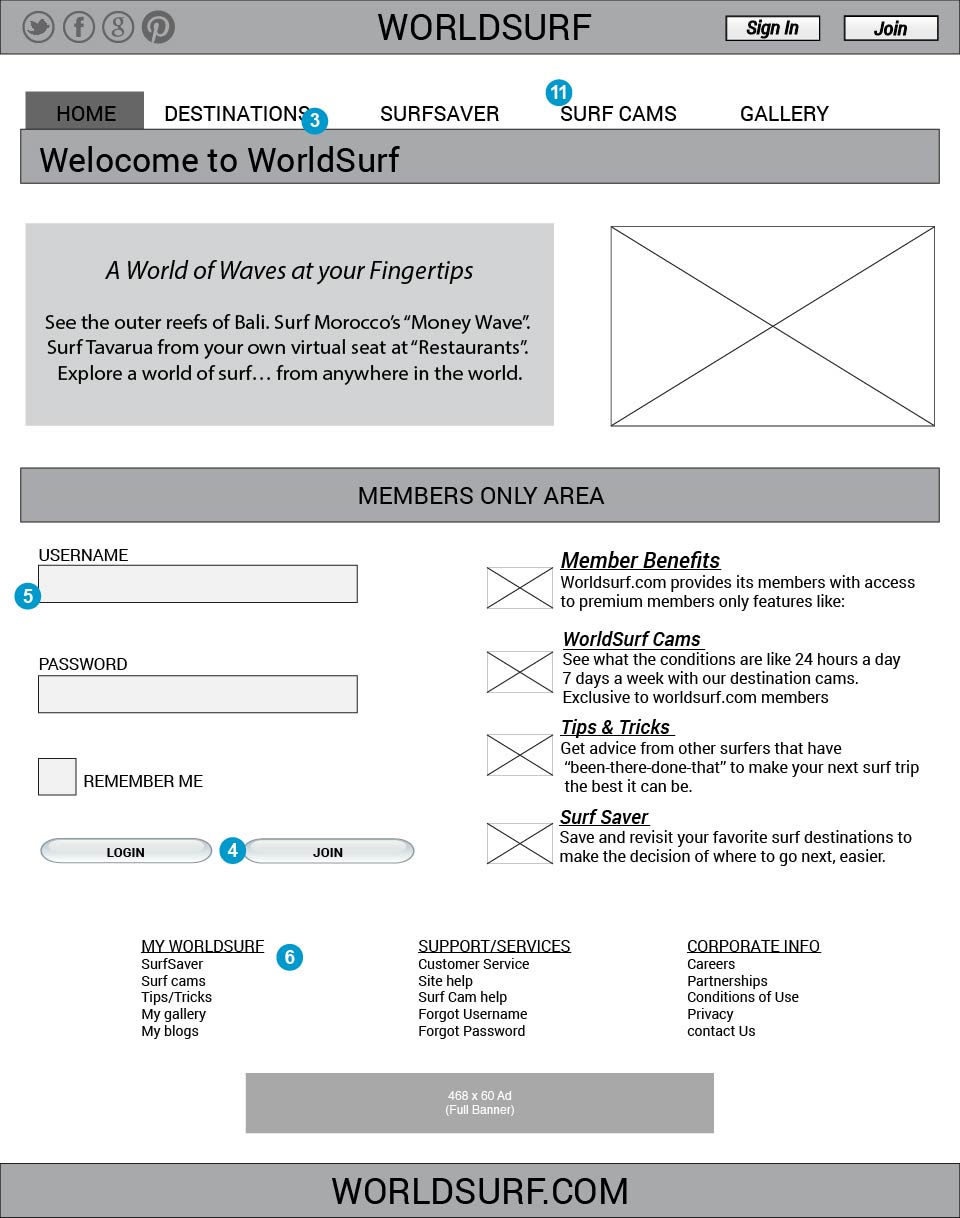 WORLDSURF
Sign In
Join
11
HOME
DESTINATIONS
3
SURFSAVER
SURF CAMS
GALLERY
Welocome to WorldSurf
A World of Waves at your Fingertips
See the outer reefs of Bali. Surf Morocco’s “Money Wave”.
Surf Tavarua from your own virtual seat at “Restaurants”.
Explore a world of surf… from anywhere in the world.
MEMBERS ONLY AREA
USERNAME
5
PASSWORD
REMEMBER ME
LOGIN
4
JOIN
Member Benefits
Worldsurf.com provides its members with access
to premium members only features like:
WorldSurf Cams
See what the conditions are like 24 hours a day
7 days a week with our destination cams.
Exclusive to worldsurf.com members
Tips & Tricks
Get advice from other surfers that have
“been-there-done-that” to make your next surf trip
the best it can be.
Surf Saver
Save and revisit your favorite surf destinations to
make the decision of where to go next, easier.
MY WORLDSURF
6
SurfSaver
Surf cams
Tips/Tricks
My gallery
My blogs
SUPPORT/SERVICES
Customer Service
Site help
Surf Cam help
Forgot Username
Forgot Password
CORPORATE INFO
Careers
Partnerships
Conditions of Use
Privacy
contact Us
468 x 60 Ad
(Full Banner)
WORLDSURF.COM